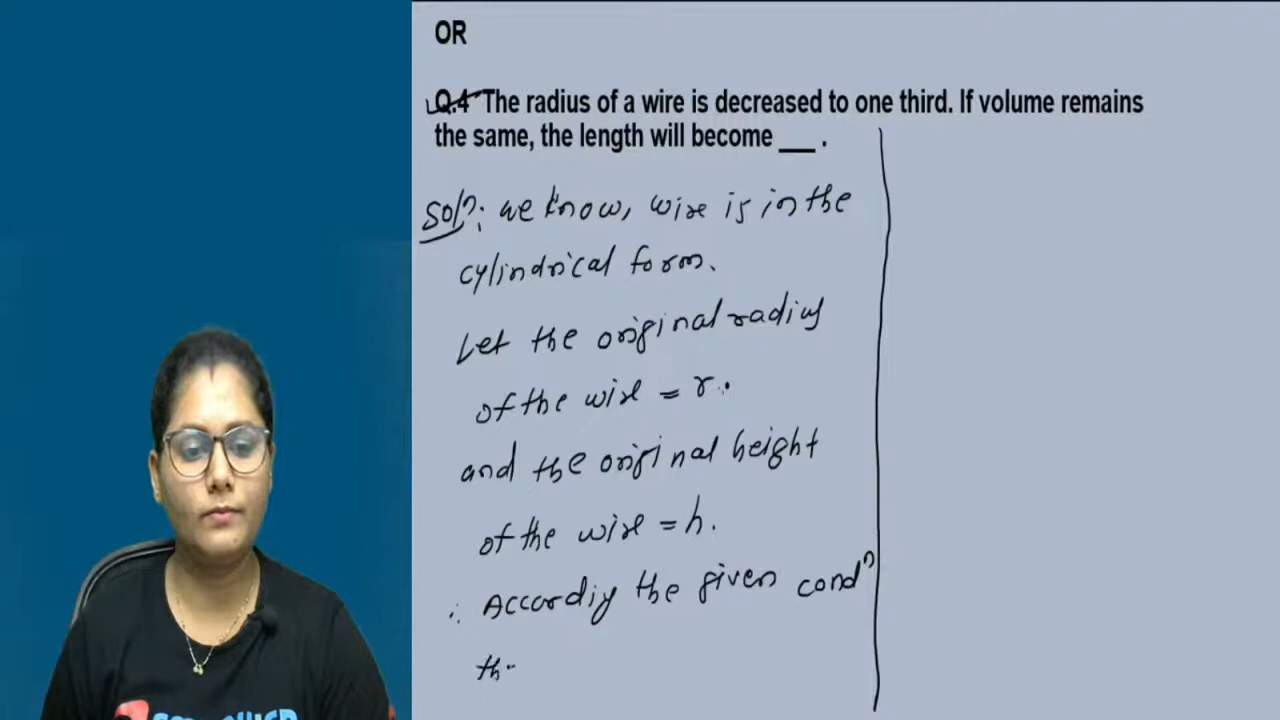 OR
Q.4 The radius of a wire is decreased to one third. If volume remains
the same, the length will become ___ .
Soln: we know, wire is in the
cylindrical form.
Let the original radius
of the wire = r.
and the original height
of the wire = h.
∴ Accordiy the given condn
th